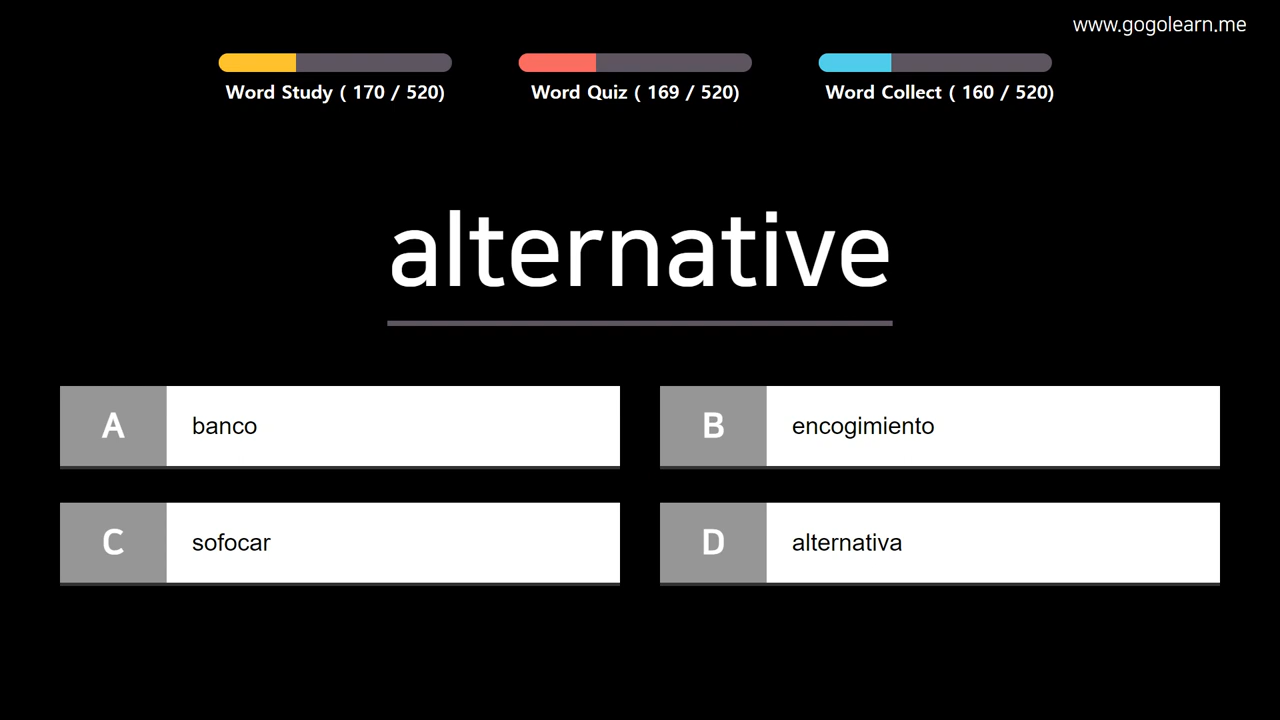 www.gogolearn.me
Word Study ( 170 / 520)
Word Quiz ( 169 / 520)
Word Collect ( 160 / 520)
alternative
A banco
B encogimiento
C sofocar
D alternativa